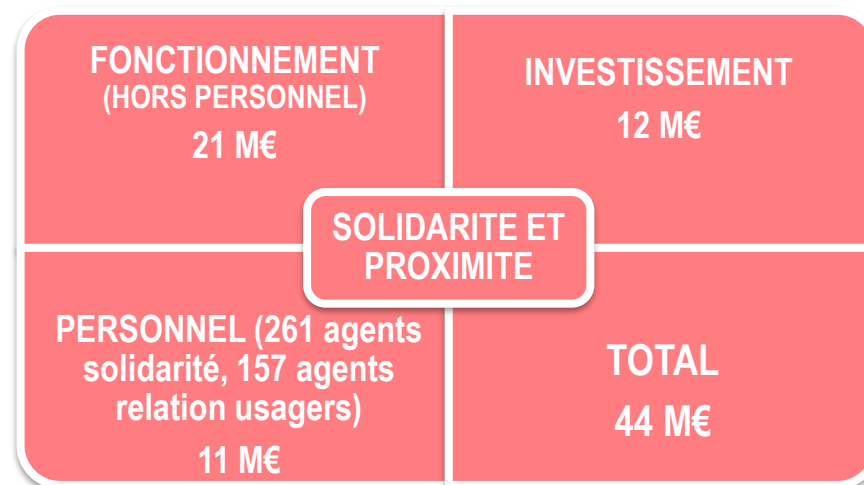 FONCTIONNEMENT
(HORS PERSONNEL)
21 M€
INVESTISSEMENT
12 M€
SOLIDARITE ET
PROXIMITE
PERSONNEL (261 agents
solidarité, 157 agents
relation usagers)
11 M€
TOTAL
44 M€